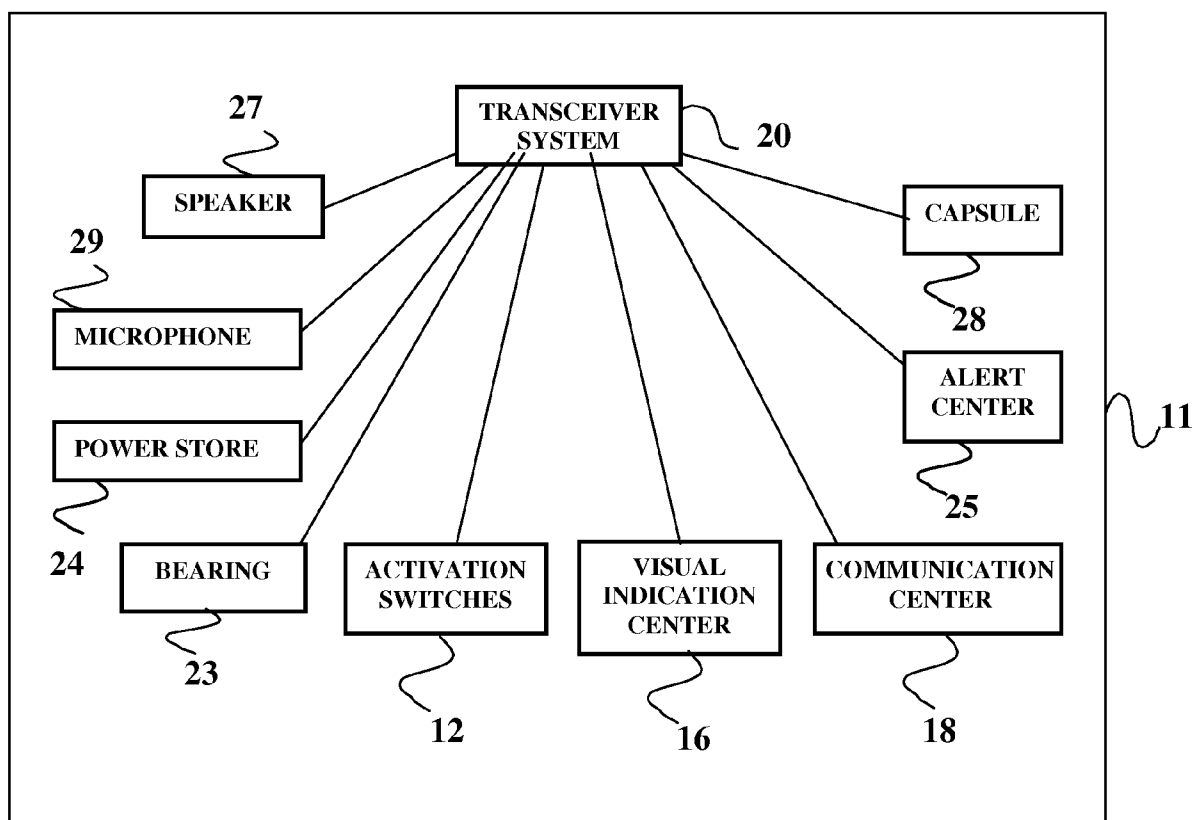 TRANSCEIVER
SYSTEM
20
27
SPEAKER
CAPSULE
28
29
MICROPHONE
ALERT
CENTER
25
11
POWER STORE
24
BEARING
23
ACTIVATION
SWITCHES
12
VISUAL
INDICATION
CENTER
16
COMMUNICATION
CENTER
18